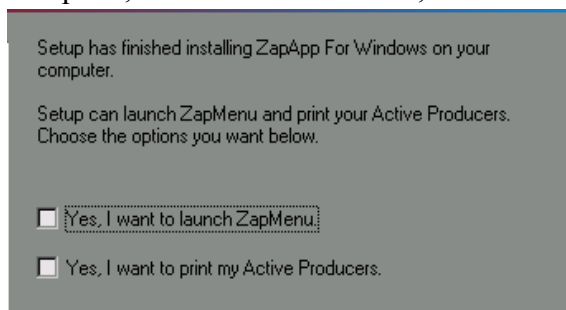 Setup has finished installing ZapApp For Windows on your
computer.
Setup can launch ZapMenu and print your Active Producers.
Choose the options you want below.
Yes, I want to launch ZapMenu.
Yes, I want to print my Active Producers.